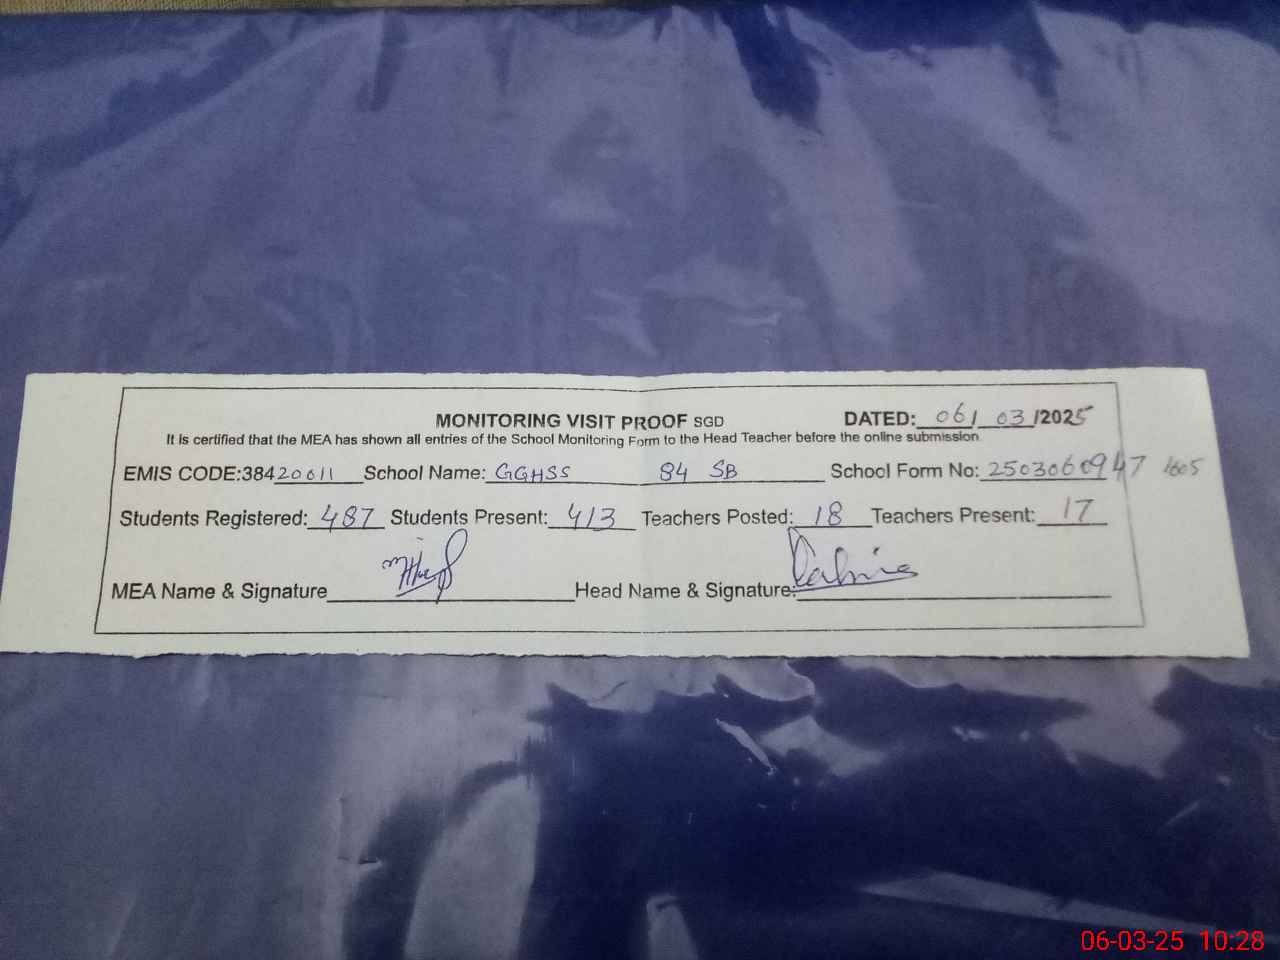 MONITORING VISIT PROOF SGD DATED: 06/ 03 /2025
It is certified that the MEA has shown all entries of the School Monitoring Form to the Head Teacher before the online submission.
EMIS CODE:38420011 School Name: GGHSS 84 SB School Form No: 2503060947 1605
Students Registered: 487 Students Present: 413 Teachers Posted: 18 Teachers Present: 17
MEA Name & Signature Head Name & Signature:
06-03-25 10:28